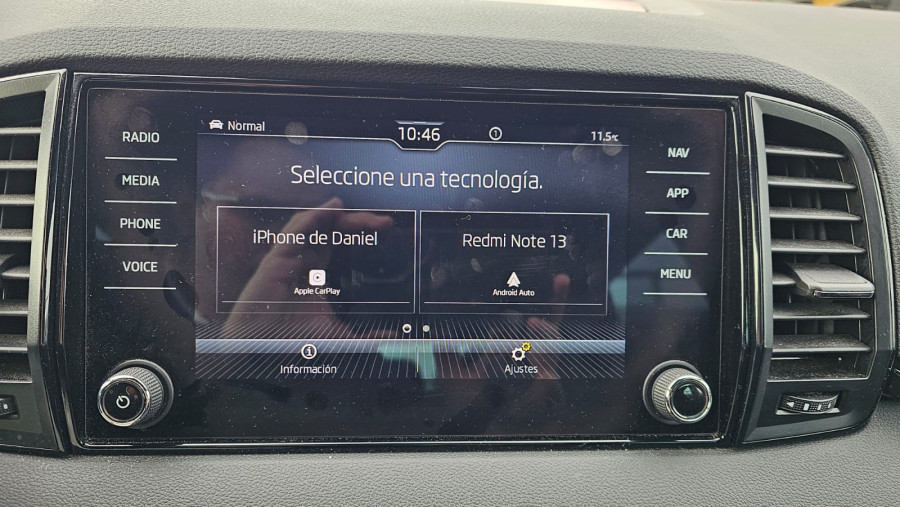 Normal
10:46
11.5°C
RADIO
MEDIA
PHONE
VOICE
NAV
APP
CAR
MENU
Seleccione una tecnología.
iPhone de Daniel
Apple CarPlay
Redmi Note 13
Android Auto
Información
Ajustes